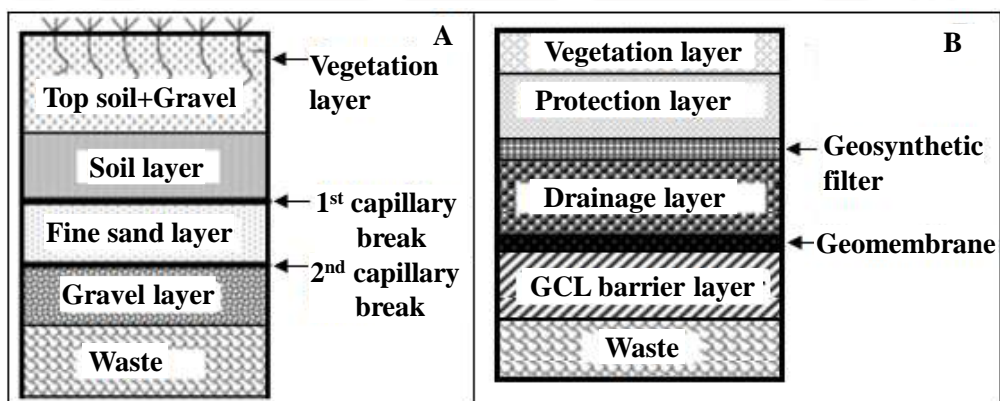 A
Vegetation
layer
Top soil+Gravel
Soil layer
1st capillary
break
Fine sand layer
2nd capillary
break
Gravel layer
Waste
B
Vegetation layer
Protection layer
Geosynthetic
filter
Drainage layer
Geomembrane
GCL barrier layer
Waste